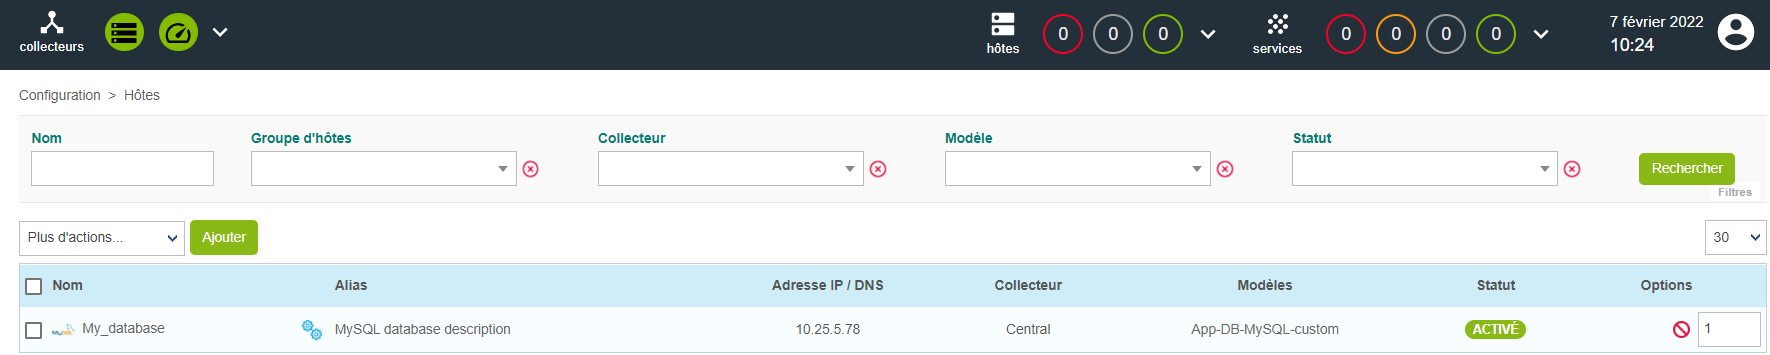 collecteurs
hôtes
0 0 0
services
0 0 0 0
7 février 2022
10:24
Configuration > Hôtes
Nom Groupe d'hôtes Collecteur Modèle Statut
Rechercher
Filtres
Plus d'actions... Ajouter 30
Nom Alias Adresse IP / DNS Collecteur Modèles Statut Options
My_database MySQL database description 10.25.5.78 Central App-DB-MySQL-custom ACTIVÉ 1